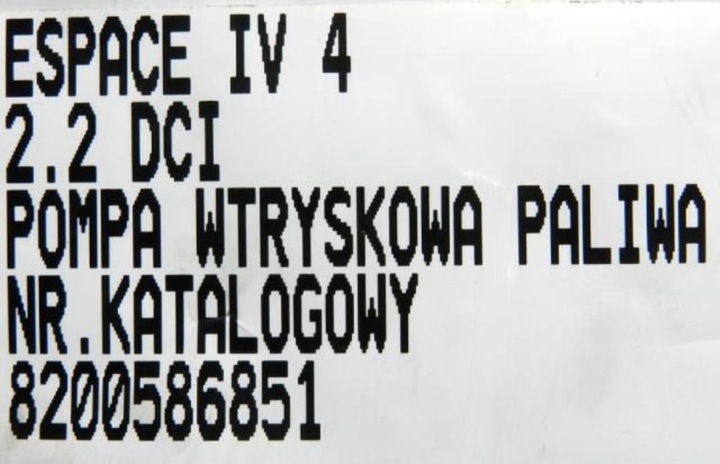 ESPACE IV 4
2.2 DCI
POMPA WTRYSKOWA PALIWA
NR.KATALOGOWY
8200586851